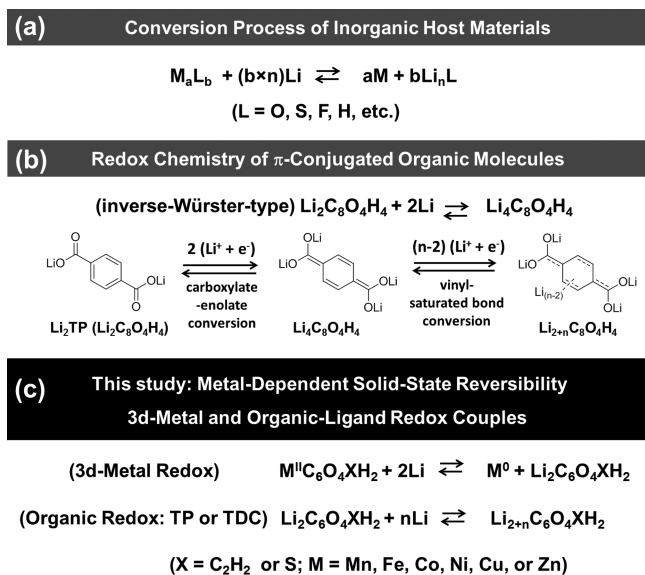 (a) Conversion Process of Inorganic Host Materials
MₐL_b + (b×n)Li ⇌ aM + bLiₙL
(L = O, S, F, H, etc.)
(b) Redox Chemistry of π-Conjugated Organic Molecules
(inverse-Würster-type) Li₂C₈O₄H₄ + 2Li ⇌ Li₄C₈O₄H₄
O
LiO
OLi
O
Li₂TP (Li₂C₈O₄H₄)
2 (Li⁺ + e⁻)
carboxylate
-enolate
conversion
OLi
LiO
OLi
OLi
Li₄C₈O₄H₄
(n-2) (Li⁺ + e⁻)
vinyl-
saturated bond
conversion
OLi
LiO
Li₍ₙ₋₂₎
OLi
OLi
Li₂₊ₙC₈O₄H₄
(c) This study: Metal-Dependent Solid-State Reversibility
3d-Metal and Organic-Ligand Redox Couples
(3d-Metal Redox) MᴵᴵC₆O₄XH₂ + 2Li ⇌ M⁰ + Li₂C₆O₄XH₂
(Organic Redox: TP or TDC) Li₂C₆O₄XH₂ + nLi ⇌ Li₂₊ₙC₆O₄XH₂
(X = C₂H₂ or S; M = Mn, Fe, Co, Ni, Cu, or Zn)